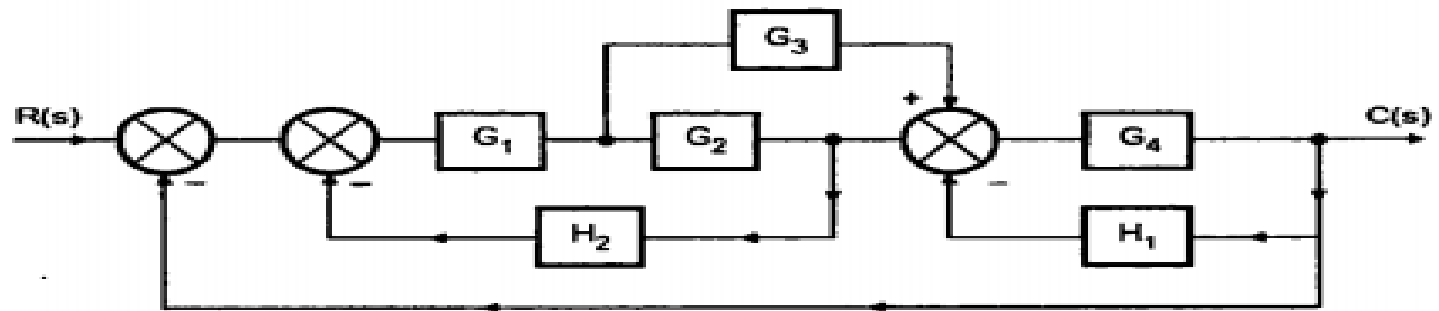 G₃
+
R(s) G₁ G₂ G₄ C(s)
− − −
H₂ H₁